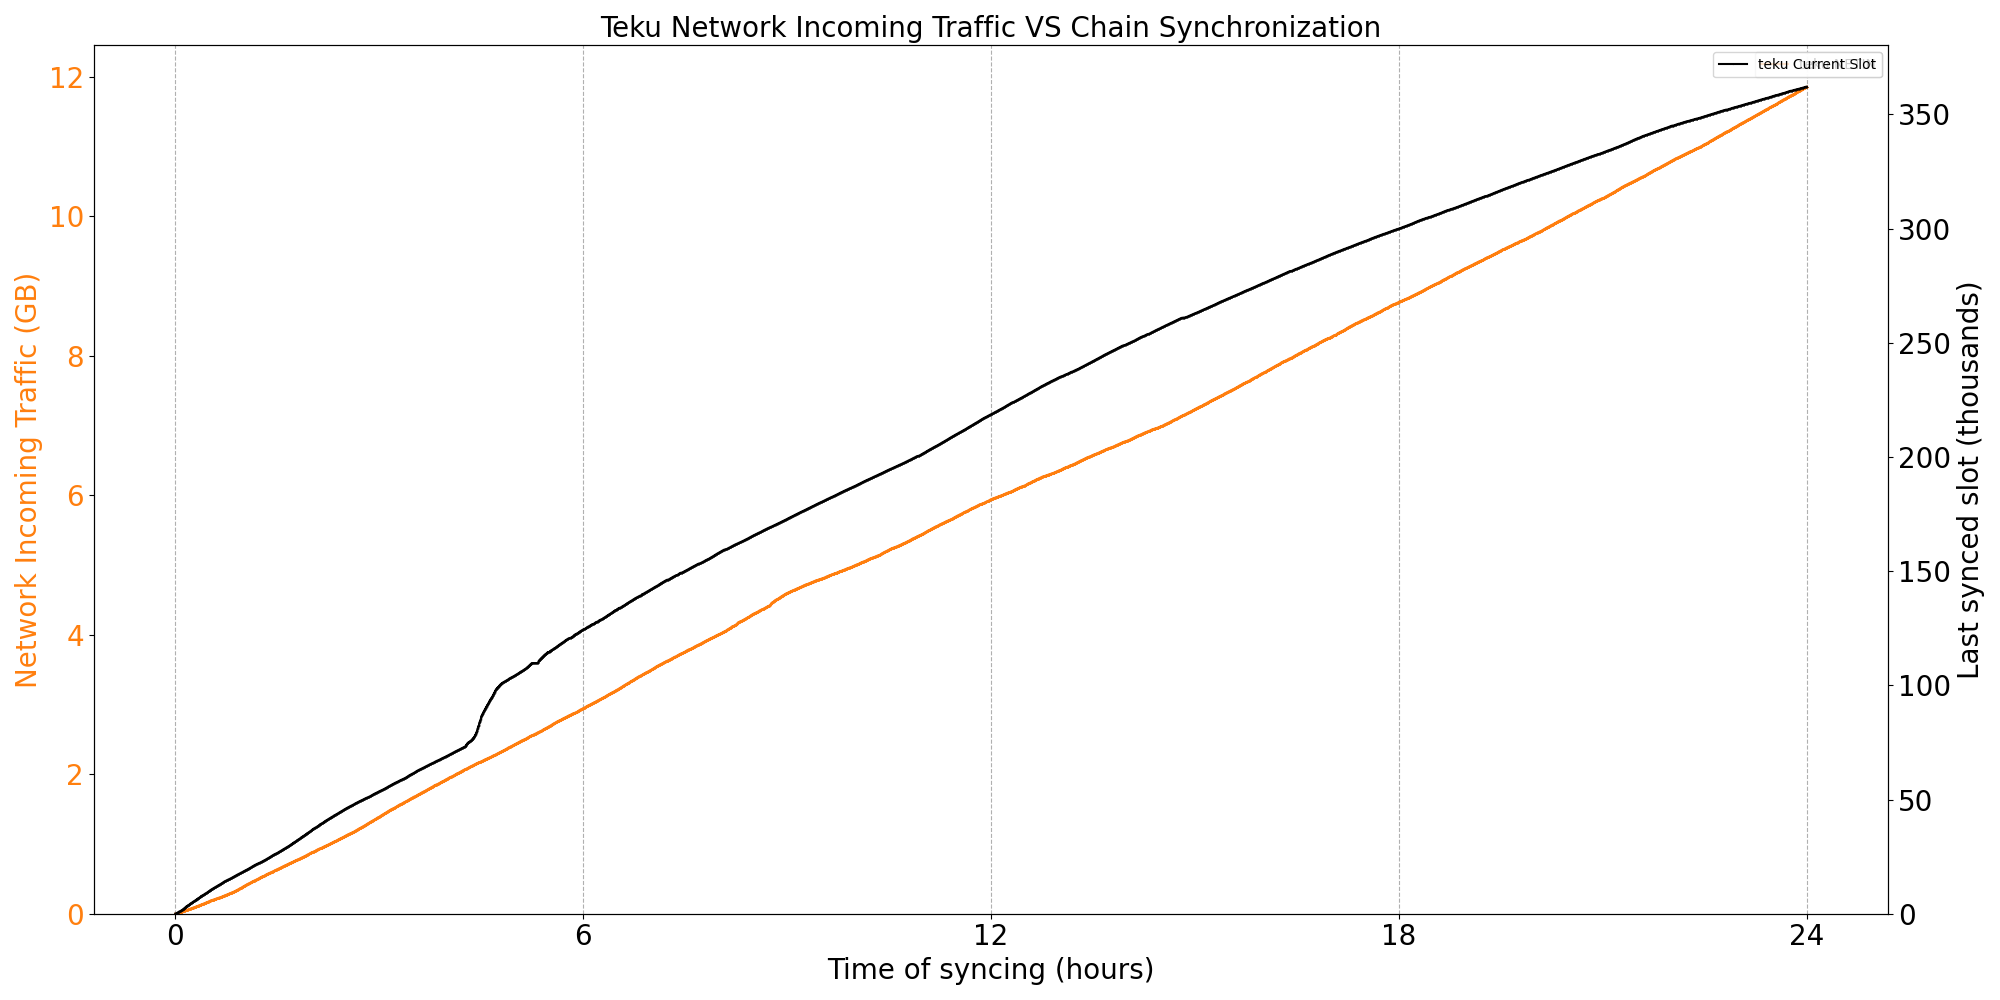 Teku Network Incoming Traffic VS Chain Synchronization
teku Current Slot
Network Incoming Traffic (GB)
12
10
8
6
4
2
0
350
300
250
200
150
100
50
0
Last synced slot (thousands)
0 6 12 18 24
Time of syncing (hours)